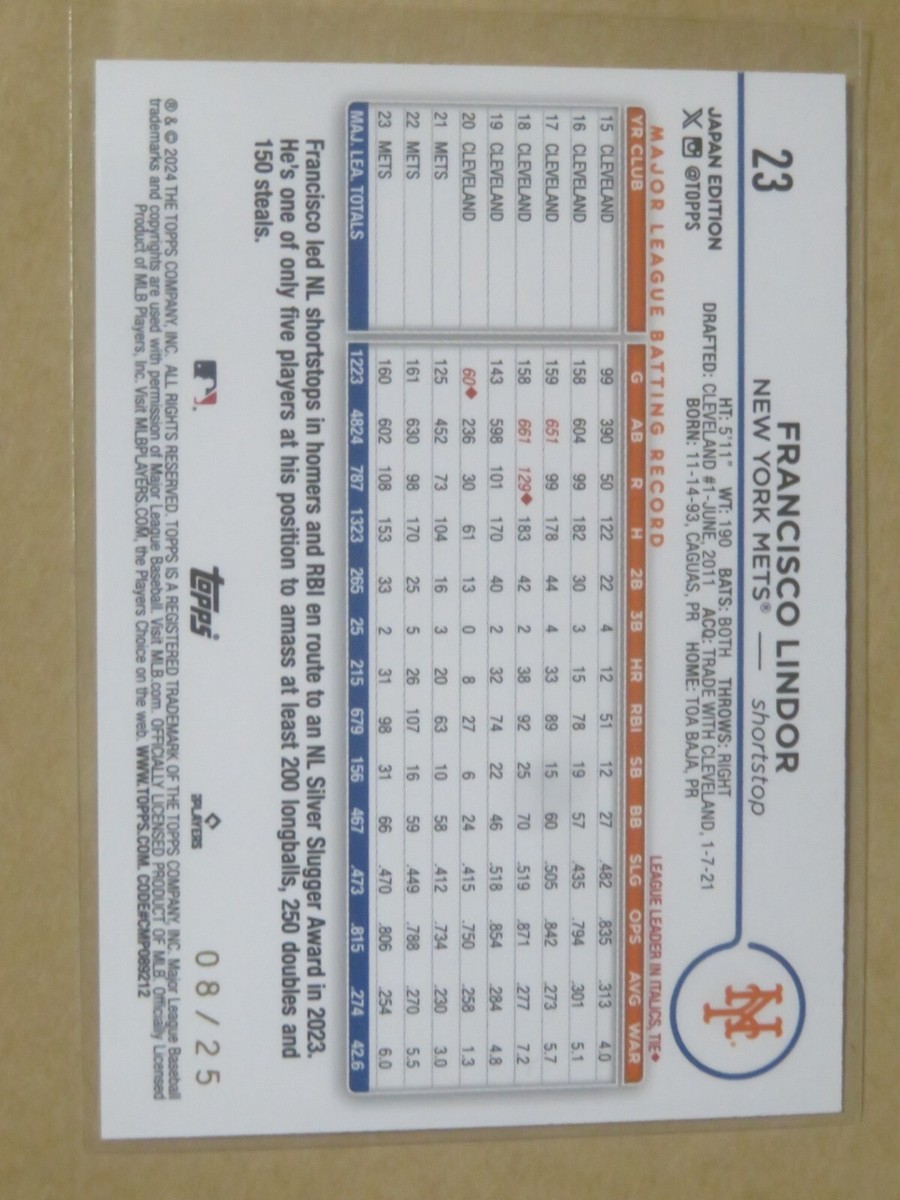 23
FRANCISCO LINDOR
NEW YORK METS® — shortstop
JAPAN EDITION
@TOPPS
HT: 5'11" WT: 190 BATS: BOTH THROWS: RIGHT
DRAFTED: CLEVELAND #1-JUNE, 2011 ACQ: TRADE WITH CLEVELAND, 1-7-21
BORN: 11-14-93, CAGUAS, PR HOME: TOA BAJA, PR
NY
MAJOR LEAGUE BATTING RECORD
LEAGUE LEADER IN ITALICS, TIE◆
YR CLUB G AB R H 2B 3B HR RBI SB BB SLG OPS AVG WAR
15 CLEVELAND 99 390 50 122 22 4 12 51 12 27 .482 .835 .313 4.0
16 CLEVELAND 158 604 99 182 30 3 15 78 19 57 .435 .794 .301 5.1
17 CLEVELAND 159 651 99 178 44 4 33 89 15 60 .505 .842 .273 5.7
18 CLEVELAND 158 661 129◆ 183 42 2 38 92 25 70 .519 .871 .277 7.2
19 CLEVELAND 143 598 101 170 40 2 32 74 22 46 .518 .854 .284 4.8
20 CLEVELAND 60◆ 236 30 61 13 0 8 27 6 24 .415 .750 .258 1.3
21 METS 125 452 73 104 16 3 20 63 10 58 .412 .734 .230 3.0
22 METS 161 630 98 170 25 5 26 107 16 59 .449 .788 .270 5.5
23 METS 160 602 108 153 33 2 31 98 31 66 .470 .806 .254 6.0
MAJ. LEA. TOTALS 1223 4824 787 1323 265 25 215 679 156 467 .473 .815 .274 42.6
Francisco led NL shortstops in homers and RBI en route to an NL Silver Slugger Award in 2023.
He's one of only five players at his position to amass at least 200 longballs, 250 doubles and
150 steals.
topps
PLAYERS
08/25
® & © 2024 THE TOPPS COMPANY, INC. ALL RIGHTS RESERVED. TOPPS IS A REGISTERED TRADEMARK OF THE TOPPS COMPANY, INC. Major League Baseball
trademarks and copyrights are used with permission of Major League Baseball. Visit MLB.com. OFFICIALLY LICENSED PRODUCT OF MLB. Officially Licensed
Product of MLB Players, Inc. Visit MLBPLAYERS.COM, the Players Choice on the web. WWW.TOPPS.COM. CODE#CMP089212